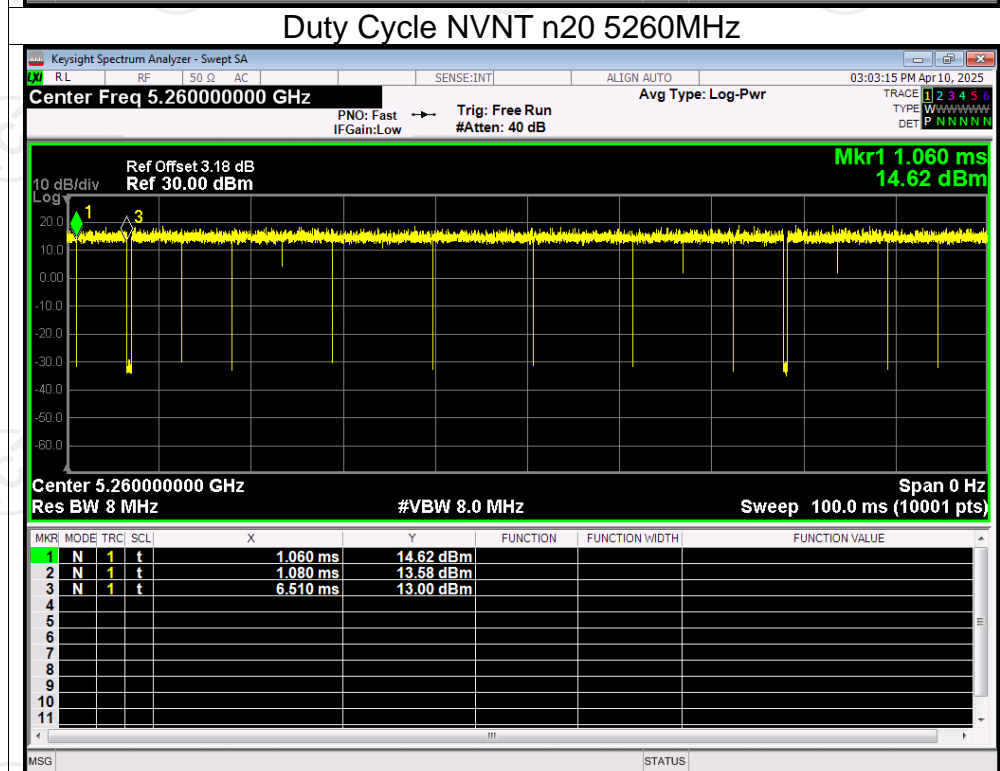 Duty Cycle NVNT n20 5260MHz
Keysight Spectrum Analyzer - Swept SA
LXI RL RF 50 Ω AC SENSE:INT ALIGN AUTO 03:03:15 PM Apr 10, 2025
Center Freq 5.260000000 GHz Avg Type: Log-Pwr TRACE 1 2 3 4 5 6
PNO: Fast Trig: Free Run TYPE WWWWWW
IFGain:Low #Atten: 40 dB DET P N N N N N
Mkr1 1.060 ms
14.62 dBm
Ref Offset 3.18 dB
10 dB/div Ref 30.00 dBm
Log
1 3
20.0
10.0
0.00
-10.0
-20.0
-30.0
-40.0
-50.0
-60.0
Center 5.260000000 GHz Span 0 Hz
Res BW 8 MHz #VBW 8.0 MHz Sweep 100.0 ms (10001 pts)
MKR MODE TRC SCL X Y FUNCTION FUNCTION WIDTH FUNCTION VALUE
1 N 1 t 1.060 ms 14.62 dBm
2 N 1 t 1.080 ms 13.58 dBm
3 N 1 t 6.510 ms 13.00 dBm
4
5
6
7
8
9
10
11
MSG STATUS